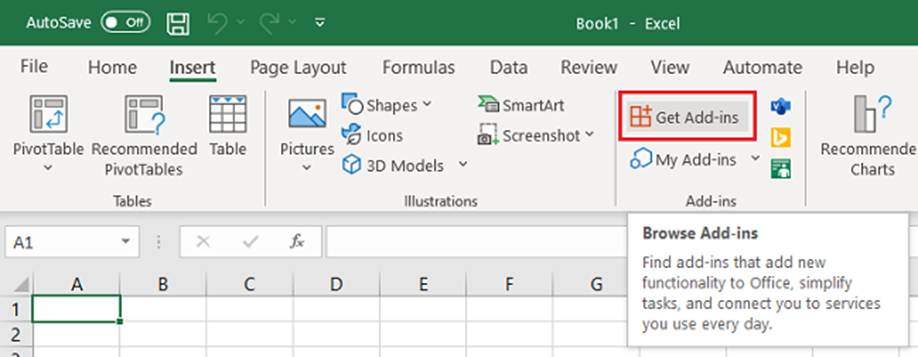 AutoSave Off Book1 - Excel
File Home Insert Page Layout Formulas Data Review View Automate Help
PivotTable
Recommended
PivotTables
Table
Tables
Pictures
Shapes
Icons
3D Models
SmartArt
Screenshot
Illustrations
Get Add-ins
My Add-ins
Add-ins
Recommende
Charts
A1 fx
Browse Add-ins
Find add-ins that add new
functionality to Office, simplify
tasks, and connect you to services
you use every day.
A B C D E F G
1
2